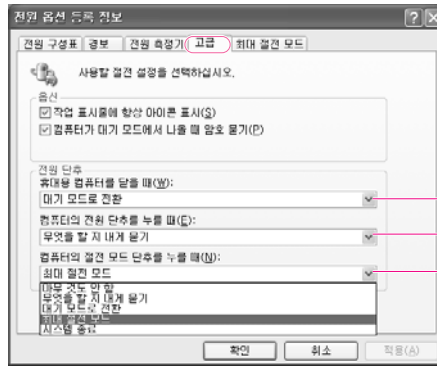 전원 옵션 등록 정보
전원 구성표 경보 전원 측정기 고급 최대 절전 모드
사용할 절전 설정을 선택하십시오.
옵션
작업 표시줄에 항상 아이콘 표시(S)
컴퓨터가 대기 모드에서 나올 때 암호 묻기(P)
전원 단추
휴대용 컴퓨터를 닫을 때(W):
대기 모드로 전환
컴퓨터의 전원 단추를 누를 때(E):
무엇을 할 지 내게 묻기
컴퓨터의 절전 모드 단추를 누를 때(N):
최대 절전 모드
아무 것도 안 함
무엇을 할 지 내게 묻기
대기 모드로 전환
최대 절전 모드
시스템 종료
확인 취소 적용(A)